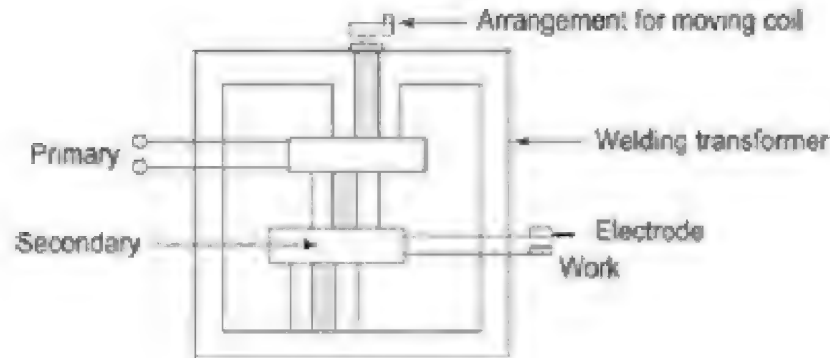 Arrangement for moving coil
Primary
Welding transformer
Secondary
Electrode
Work